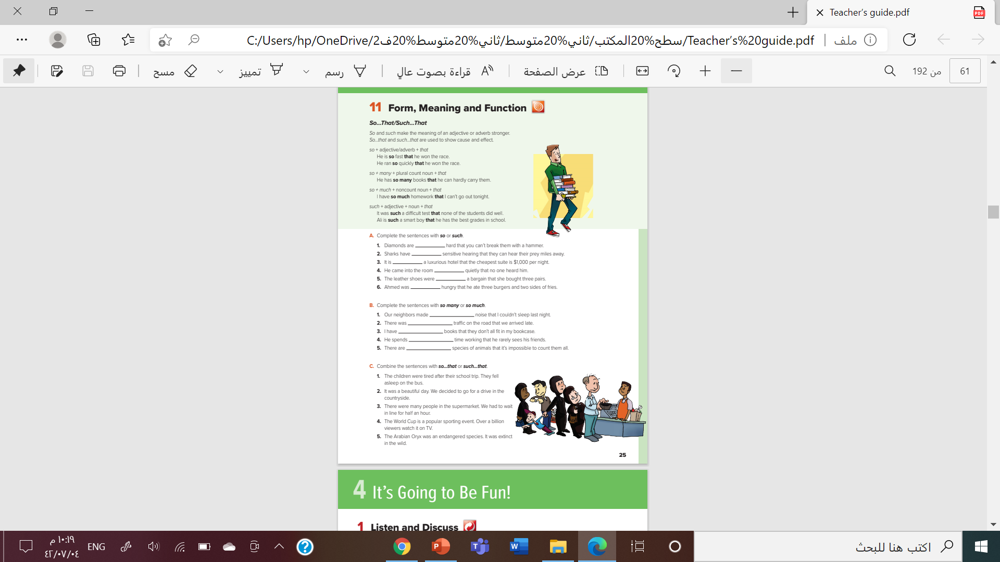 Teacher's guide.pdf
C:/Users/hp/OneDrive/سطح%20المكتب/ثاني%20متوسط/ثاني%20متوسط%20ف2/Teacher's%20guide.pdf
ملف
مسح
تمييز
رسم
قراءة بصوت عالٍ
عرض الصفحة
من 192
61
11 Form, Meaning and Function
So...That/Such...That
So and such make the meaning of an adjective or adverb stronger.
So...that and such...that are used to show cause and effect.
so + adjective/adverb + that
He is so fast that he won the race.
He ran so quickly that he won the race.
so + many + plural count noun + that
He has so many books that he can hardly carry them.
so + much + noncount noun + that
I have so much homework that I can't go out tonight.
such + adjective + noun + that
It was such a difficult test that none of the students did well.
Ali is such a smart boy that he has the best grades in school.
A. Complete the sentences with so or such.
1. Diamonds are ________ hard that you can't break them with a hammer.
2. Sharks have ________ sensitive hearing that they can hear their prey miles away.
3. It is ________ a luxurious hotel that the cheapest suite is $1,000 per night.
4. He came into the room ________ quietly that no one heard him.
5. The leather shoes were ________ a bargain that she bought three pairs.
6. Ahmed was ________ hungry that he ate three burgers and two sides of fries.
B. Complete the sentences with so many or so much.
1. Our neighbors made ____________ noise that I couldn't sleep last night.
2. There was ____________ traffic on the road that we arrived late.
3. I have ____________ books that they don't all fit in my bookcase.
4. He spends ____________ time working that he rarely sees his friends.
5. There are ____________ species of animals that it's impossible to count them all.
C. Combine the sentences with so...that or such...that.
1. The children were tired after their school trip. They fell
asleep on the bus.
2. It was a beautiful day. We decided to go for a drive in the
countryside.
3. There were many people in the supermarket. We had to wait
in line for half an hour.
4. The World Cup is a popular sporting event. Over a billion
viewers watch it on TV.
5. The Arabian Oryx was an endangered species. It was extinct
in the wild.
25
4 It's Going to Be Fun!
1 Listen and Discuss
١٠:١٩ م
٤٢/٠٧/٠٤
ENG
اكتب هنا للبحث